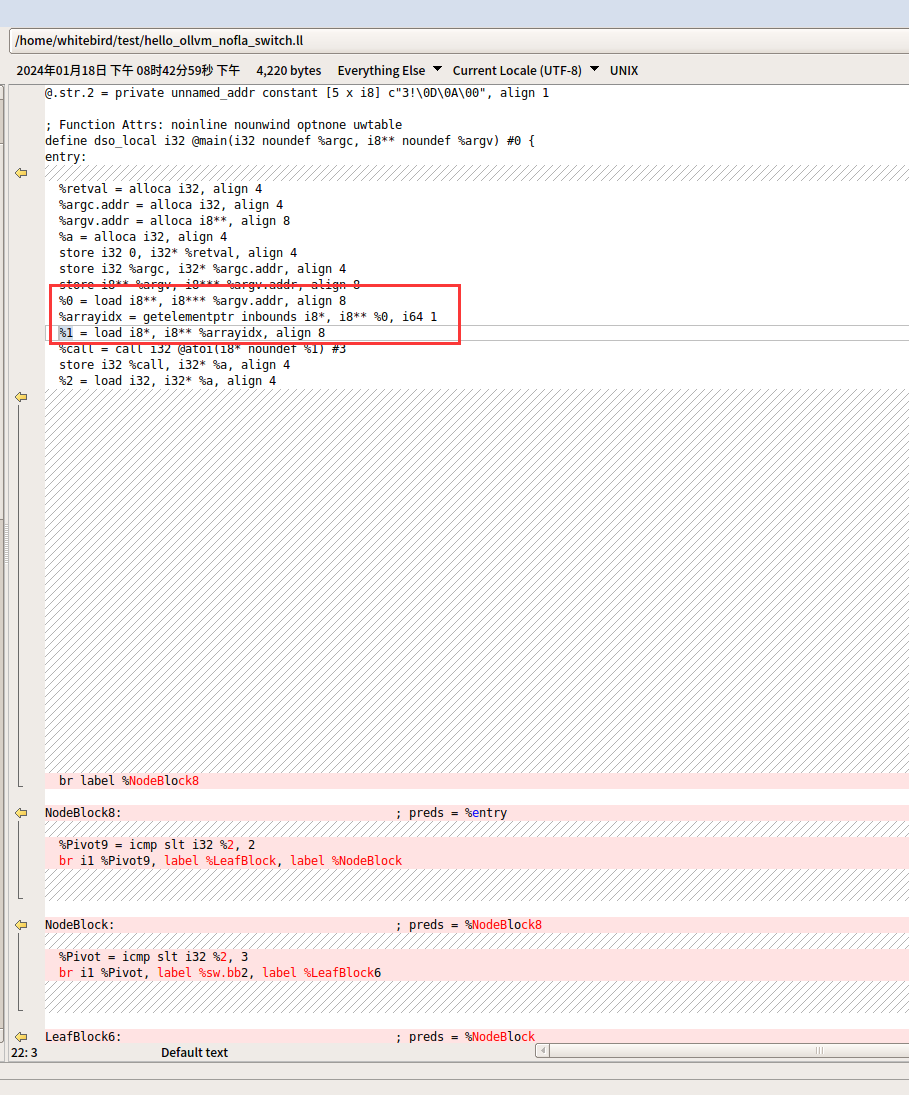 /home/whitebird/test/hello_ollvm_nofla_switch.ll
2024年01月18日 下午 08时42分59秒 下午 4,220 bytes Everything Else Current Locale (UTF-8) UNIX
@.str.2 = private unnamed_addr constant [5 x i8] c"3!\0D\0A\00", align 1
; Function Attrs: noinline nounwind optnone uwtable
define dso_local i32 @main(i32 noundef %argc, i8** noundef %argv) #0 {
entry:
%retval = alloca i32, align 4
%argc.addr = alloca i32, align 4
%argv.addr = alloca i8**, align 8
%a = alloca i32, align 4
store i32 0, i32* %retval, align 4
store i32 %argc, i32* %argc.addr, align 4
store i8** %argv, i8*** %argv.addr, align 8
%0 = load i8**, i8*** %argv.addr, align 8
%arrayidx = getelementptr inbounds i8*, i8** %0, i64 1
%1 = load i8*, i8** %arrayidx, align 8
%call = call i32 @atoi(i8* noundef %1) #3
store i32 %call, i32* %a, align 4
%2 = load i32, i32* %a, align 4
br label %NodeBlock8
NodeBlock8: ; preds = %entry
%Pivot9 = icmp slt i32 %2, 2
br i1 %Pivot9, label %LeafBlock, label %NodeBlock
NodeBlock: ; preds = %NodeBlock8
%Pivot = icmp slt i32 %2, 3
br i1 %Pivot, label %sw.bb2, label %LeafBlock6
LeafBlock6: ; preds = %NodeBlock
22: 3 Default text